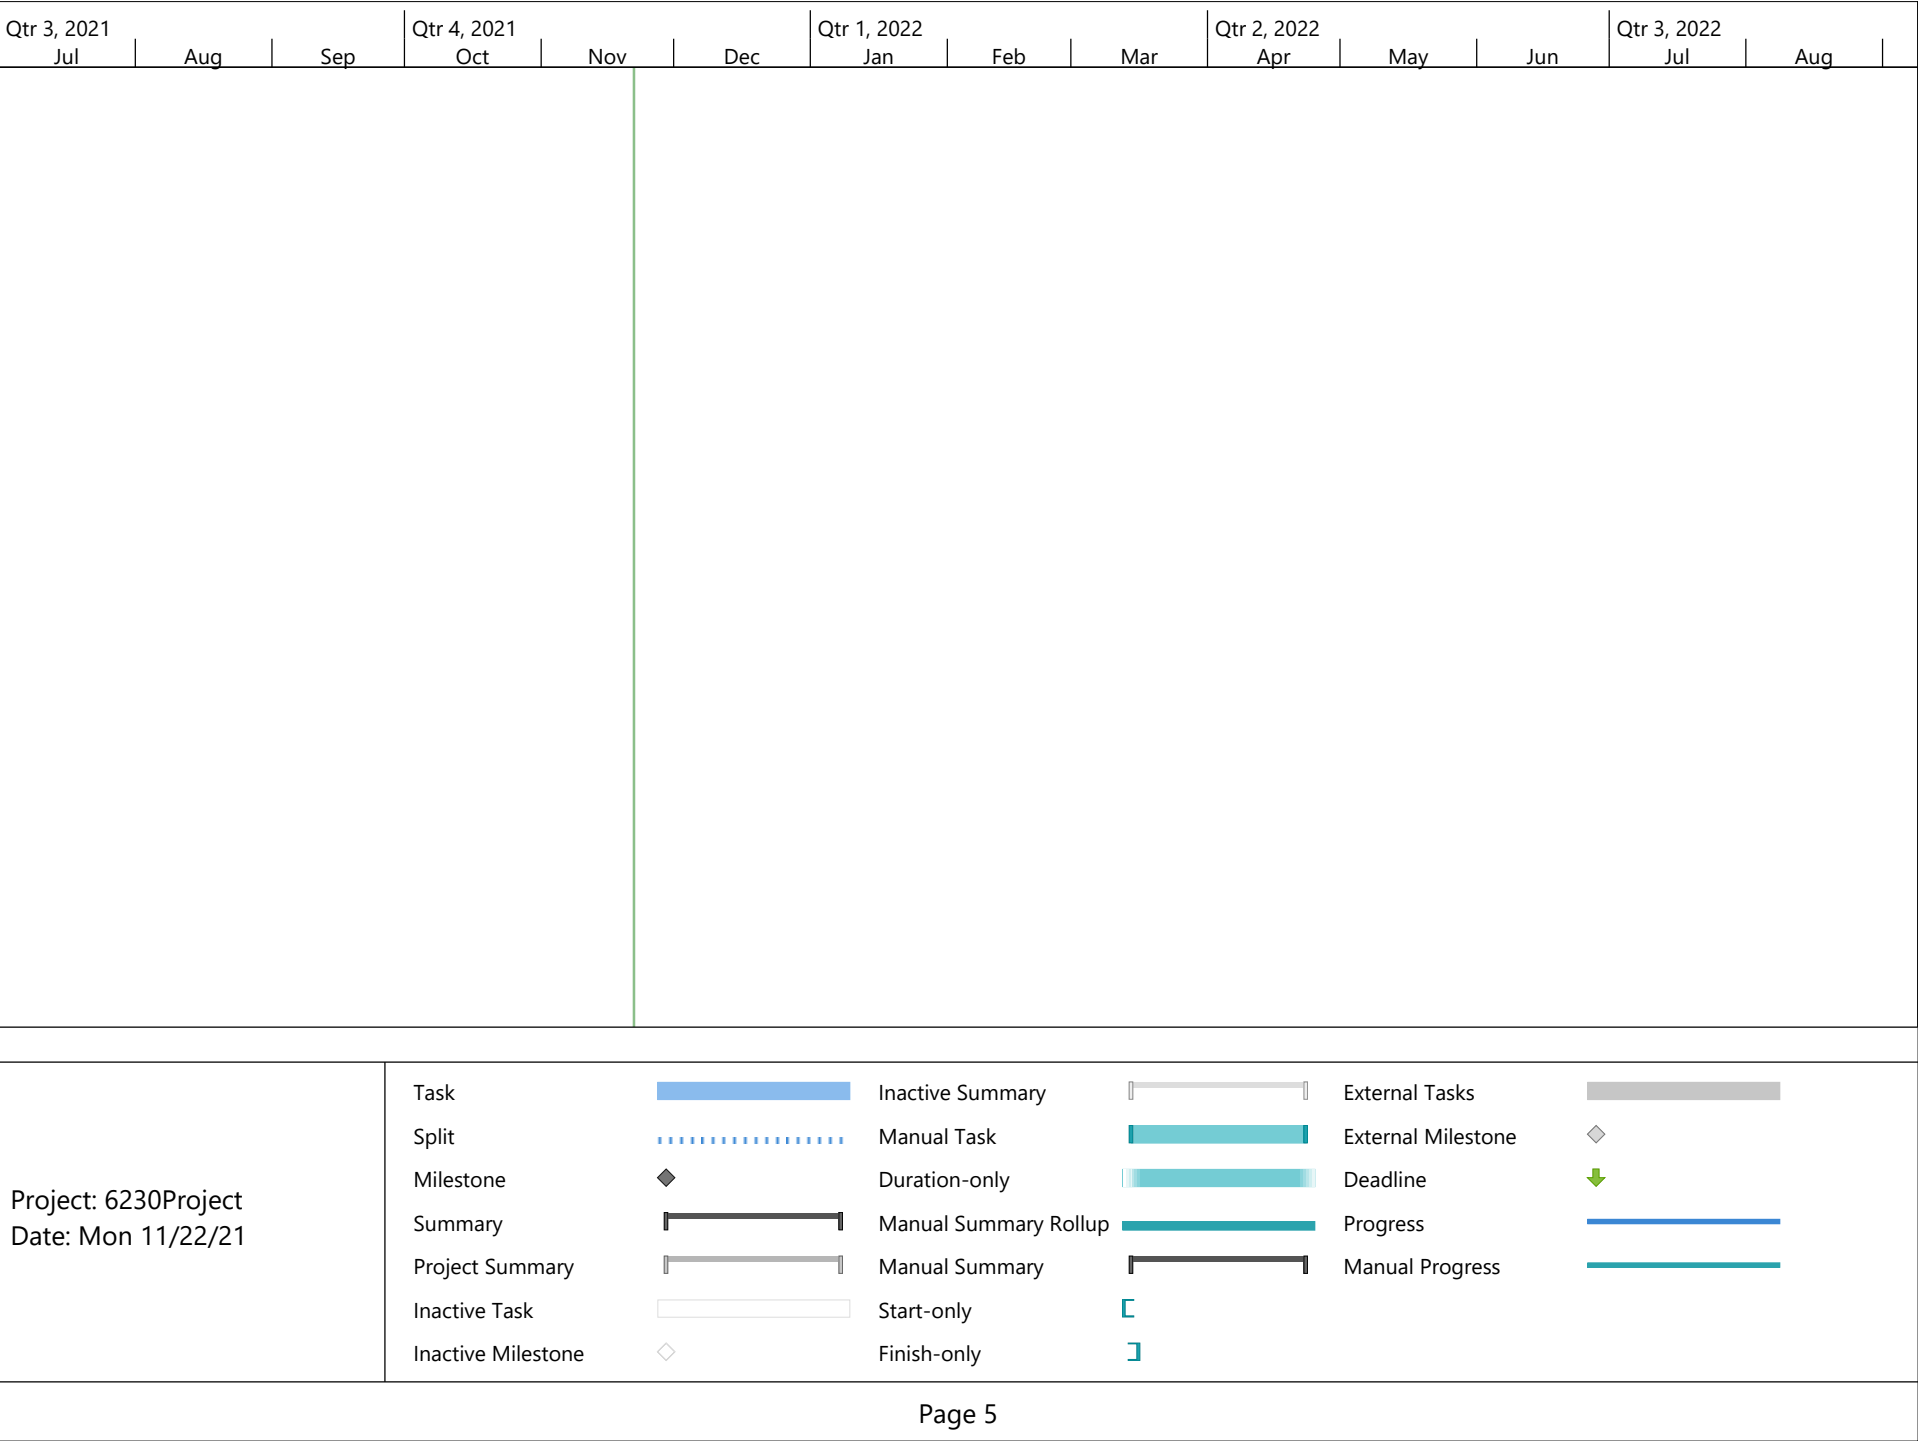 Qtr 3, 2021 Qtr 4, 2021 Qtr 1, 2022 Qtr 2, 2022 Qtr 3, 2022
Jul Aug Sep Oct Nov Dec Jan Feb Mar Apr May Jun Jul Aug
Project: 6230Project
Date: Mon 11/22/21
Task
Split
Milestone
Summary
Project Summary
Inactive Task
Inactive Milestone
Inactive Summary
Manual Task
Duration-only
Manual Summary Rollup
Manual Summary
Start-only
Finish-only
External Tasks
External Milestone
Deadline
Progress
Manual Progress
Page 5